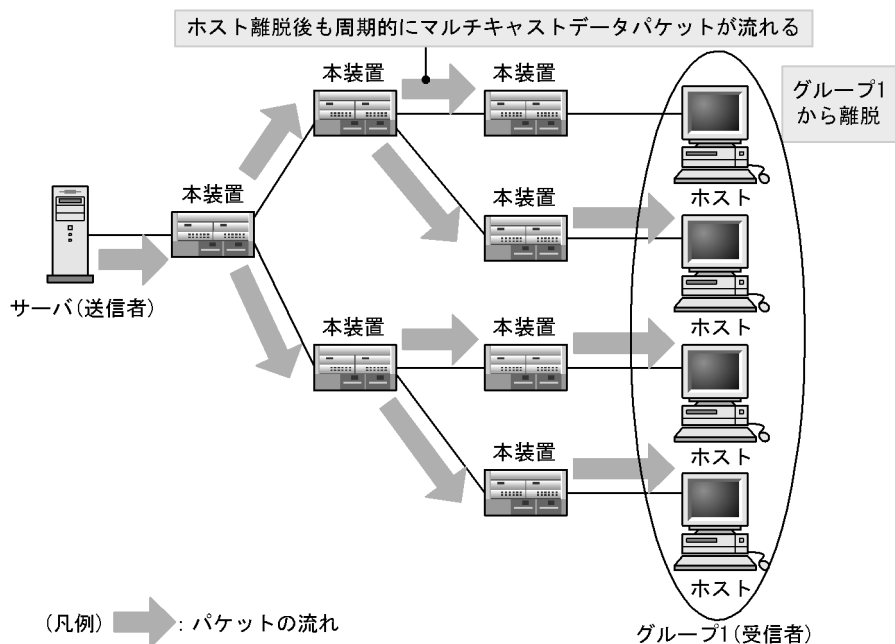 ホスト離脱後も周期的にマルチキャストデータパケットが流れる
本装置
本装置
グループ1
から離脱
ホスト
本装置
本装置
サーバ(送信者)
ホスト
本装置
本装置
ホスト
本装置
ホスト
(凡例)
: パケットの流れ
グループ1(受信者)